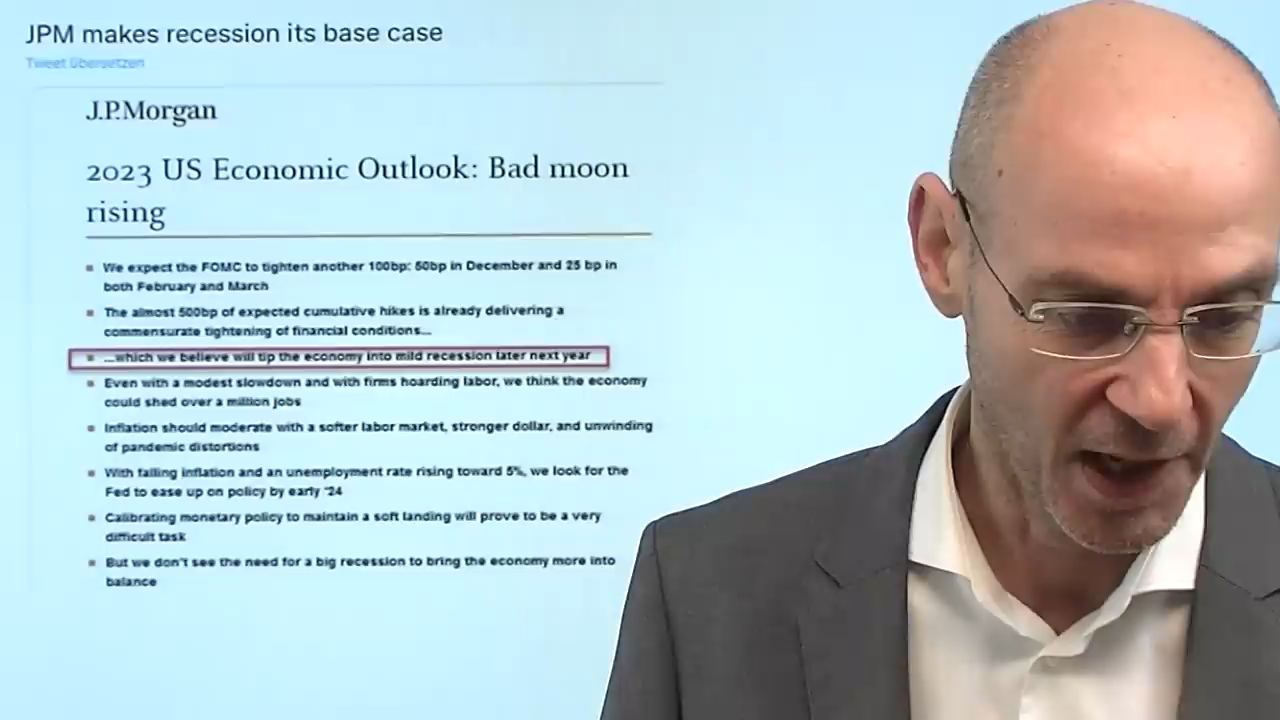 JPM makes recession its base case
Tweet übersetzen
J.P.Morgan
2023 US Economic Outlook: Bad moon
rising
We expect the FOMC to tighten another 100bp: 50bp in December and 25 bp in
both February and March
The almost 500bp of expected cumulative hikes is already delivering a
commensurate tightening of financial conditions...
...which we believe will tip the economy into mild recession later next year
Even with a modest slowdown and with firms hoarding labor, we think the economy
could shed over a million jobs
Inflation should moderate with a softer labor market, stronger dollar, and unwinding
of pandemic distortions
With falling inflation and an unemployment rate rising toward 5%, we look for the
Fed to ease up on policy by early '24
Calibrating monetary policy to maintain a soft landing will prove to be a very
difficult task
But we don't see the need for a big recession to bring the economy more into
balance